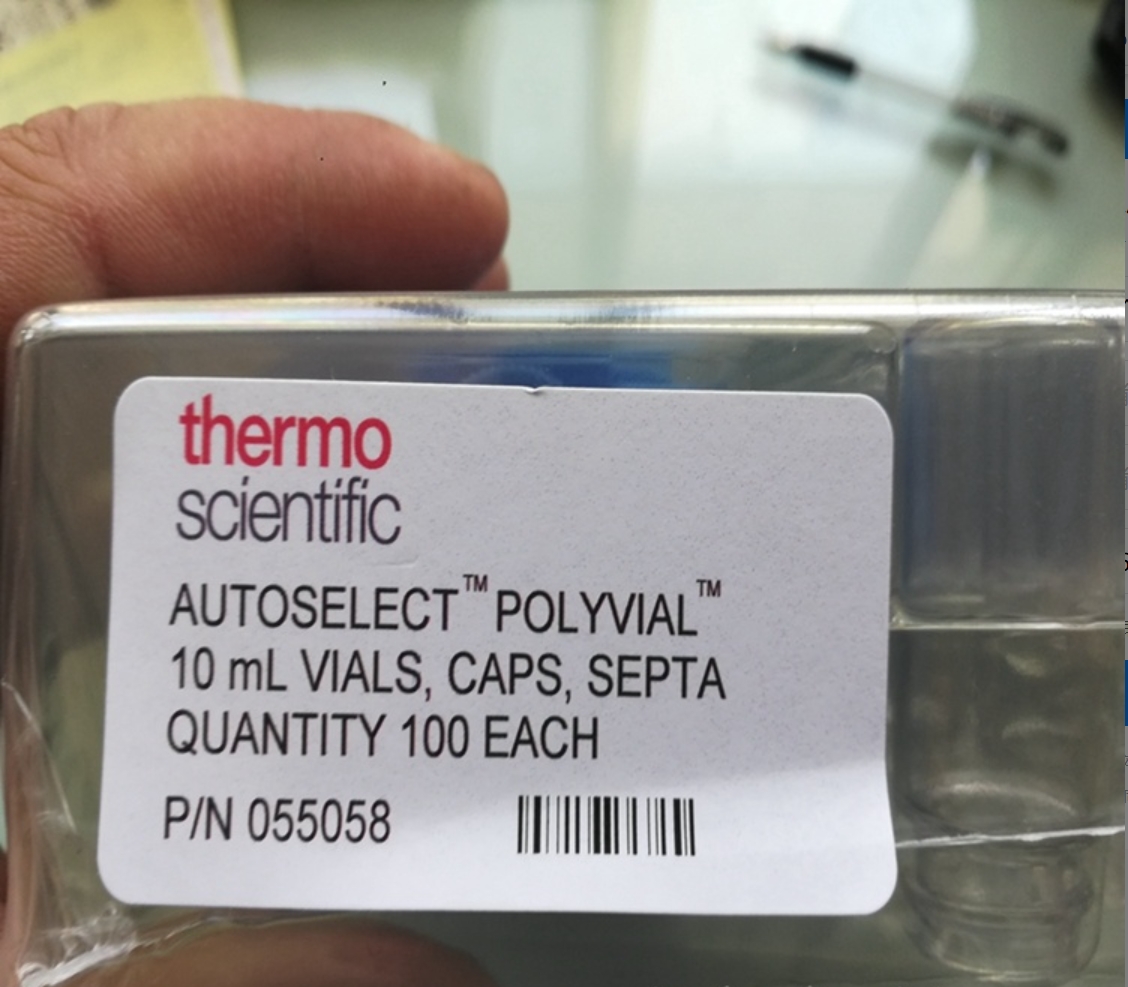 thermo
scientific
AUTOSELECT™ POLYVIAL™
10 mL VIALS, CAPS, SEPTA
QUANTITY 100 EACH
P/N 055058